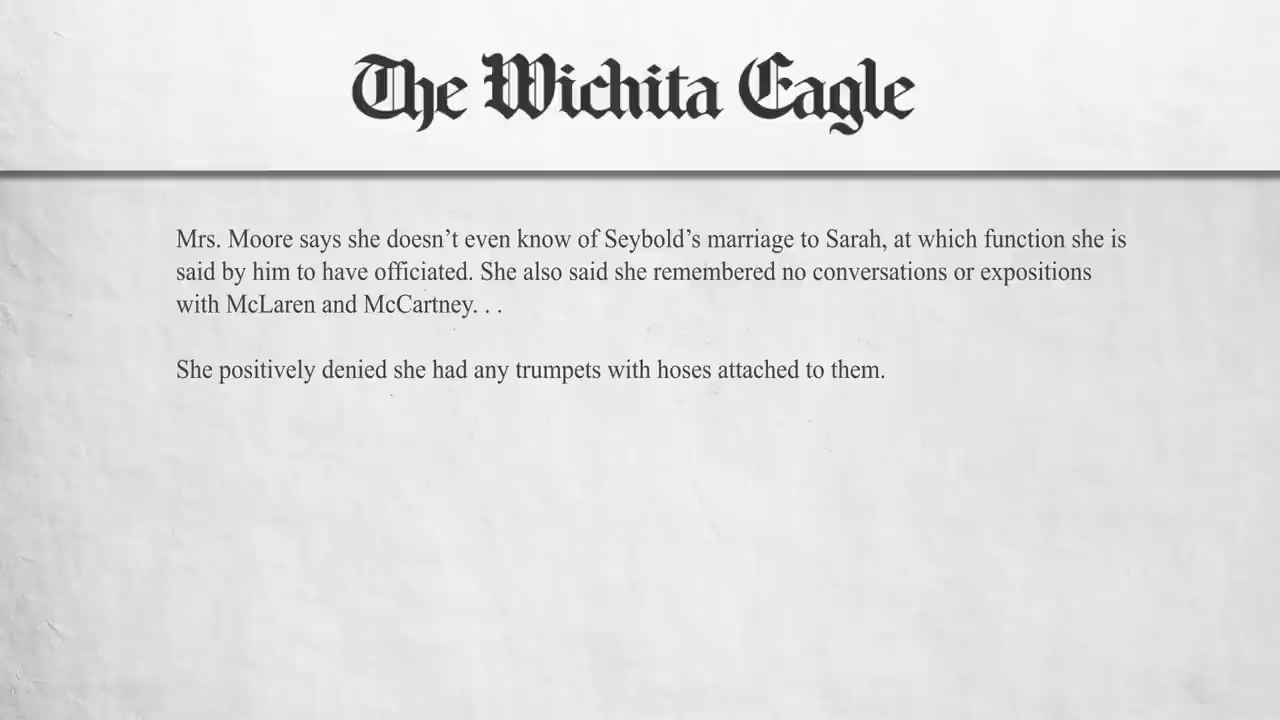 The Wichita Eagle
Mrs. Moore says she doesn’t even know of Seybold’s marriage to Sarah, at which function she is
said by him to have officiated. She also said she remembered no conversations or expositions
with McLaren and McCartney. . .
She positively denied she had any trumpets with hoses attached to them.